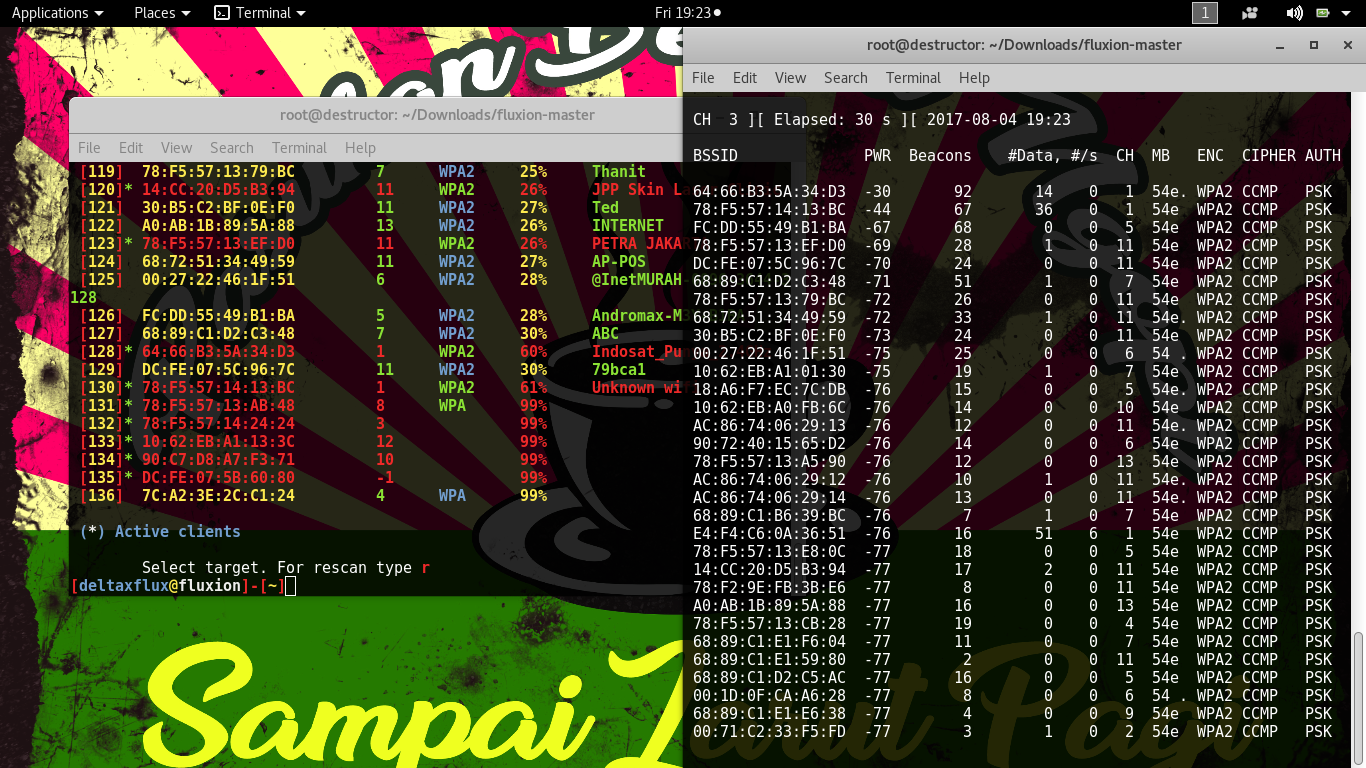 Applications Places Terminal Fri 19:23 1
root@destructor: ~/Downloads/fluxion-master
File Edit View Search Terminal Help
[119] 78:F5:57:13:79:BC 7 WPA2 25% Thanit
[120]* 14:CC:20:D5:B3:94 11 WPA2 26% JPP Skin La
[121] 30:B5:C2:BF:0E:F0 11 WPA2 27% Ted
[122] A0:AB:1B:89:5A:88 13 WPA2 26% INTERNET
[123]* 78:F5:57:13:EF:D0 11 WPA2 26% PETRA JAKAR
[124] 68:72:51:34:49:59 11 WPA2 27% AP-POS
[125] 00:27:22:46:1F:51 6 WPA2 28% @InetMURAH
128
[126] FC:DD:55:49:B1:BA 5 WPA2 28% Andromax-M3
[127] 68:89:C1:D2:C3:48 7 WPA2 30% ABC
[128]* 64:66:B3:5A:34:D3 1 WPA2 60% Indosat_Pu
[129] DC:FE:07:5C:96:7C 11 WPA2 30% 79bca1
[130]* 78:F5:57:14:13:BC 1 WPA2 61% Unknown wi
[131]* 78:F5:57:13:AB:48 8 WPA 99%
[132]* 78:F5:57:14:24:24 3 99%
[133]* 10:62:EB:A1:13:3C 12 99%
[134]* 90:C7:D8:A7:F3:71 10 99%
[135]* DC:FE:07:5B:60:80 -1 99%
[136] 7C:A2:3E:2C:C1:24 4 WPA 99%
(*) Active clients
Select target. For rescan type r
[deltaxflux@fluxion]-[~]
root@destructor: ~/Downloads/fluxion-master
File Edit View Search Terminal Help
CH 3 ][ Elapsed: 30 s ][ 2017-08-04 19:23
BSSID PWR Beacons #Data, #/s CH MB ENC CIPHER AUTH
64:66:B3:5A:34:D3 -30 92 14 0 1 54e. WPA2 CCMP PSK
78:F5:57:14:13:BC -44 67 36 0 1 54e WPA2 CCMP PSK
FC:DD:55:49:B1:BA -67 68 0 0 5 54e WPA2 CCMP PSK
78:F5:57:13:EF:D0 -69 28 1 0 11 54e WPA2 CCMP PSK
DC:FE:07:5C:96:7C -70 24 0 0 11 54e WPA2 CCMP PSK
68:89:C1:D2:C3:48 -71 51 1 0 7 54e WPA2 CCMP PSK
78:F5:57:13:79:BC -72 26 0 0 11 54e WPA2 CCMP PSK
68:72:51:34:49:59 -72 33 1 0 11 54e. WPA2 CCMP PSK
30:B5:C2:BF:0E:F0 -73 24 0 0 11 54e. WPA2 CCMP PSK
00:27:22:46:1F:51 -75 25 0 0 6 54 . WPA2 CCMP PSK
10:62:EB:A1:01:30 -75 19 1 0 7 54e WPA2 CCMP PSK
18:A6:F7:EC:7C:DB -76 15 0 0 5 54e. WPA2 CCMP PSK
10:62:EB:A0:FB:6C -76 14 0 0 10 54e WPA2 CCMP PSK
AC:86:74:06:29:13 -76 12 0 0 11 54e. WPA2 CCMP PSK
90:72:40:15:65:D2 -76 14 0 0 6 54e WPA2 CCMP PSK
78:F5:57:13:A5:90 -76 12 0 0 13 54e WPA2 CCMP PSK
AC:86:74:06:29:12 -76 10 1 0 11 54e. WPA2 CCMP PSK
AC:86:74:06:29:14 -76 13 0 0 11 54e. WPA2 CCMP PSK
68:89:C1:B6:39:BC -76 7 1 0 7 54e WPA2 CCMP PSK
E4:F4:C6:0A:36:51 -76 16 51 6 1 54e WPA2 CCMP PSK
78:F5:57:13:E8:0C -77 18 0 0 5 54e WPA2 CCMP PSK
14:CC:20:D5:B3:94 -77 17 2 0 11 54e. WPA2 CCMP PSK
78:F2:9E:FB:3B:E6 -77 8 0 0 11 54e WPA2 CCMP PSK
A0:AB:1B:89:5A:88 -77 16 0 0 13 54e WPA2 CCMP PSK
78:F5:57:13:CB:28 -77 19 0 0 4 54e WPA2 CCMP PSK
68:89:C1:E1:F6:04 -77 11 0 0 7 54e WPA2 CCMP PSK
68:89:C1:E1:59:80 -77 2 0 0 11 54e WPA2 CCMP PSK
68:89:C1:D2:C5:AC -77 16 0 0 5 54e WPA2 CCMP PSK
00:1D:0F:CA:A6:28 -77 8 0 0 6 54 . WPA2 CCMP PSK
68:89:C1:E1:E6:38 -77 4 0 0 9 54e WPA2 CCMP PSK
00:71:C2:33:F5:FD -77 3 1 0 2 54e WPA2 CCMP PSK
Sampai Larut Pagi